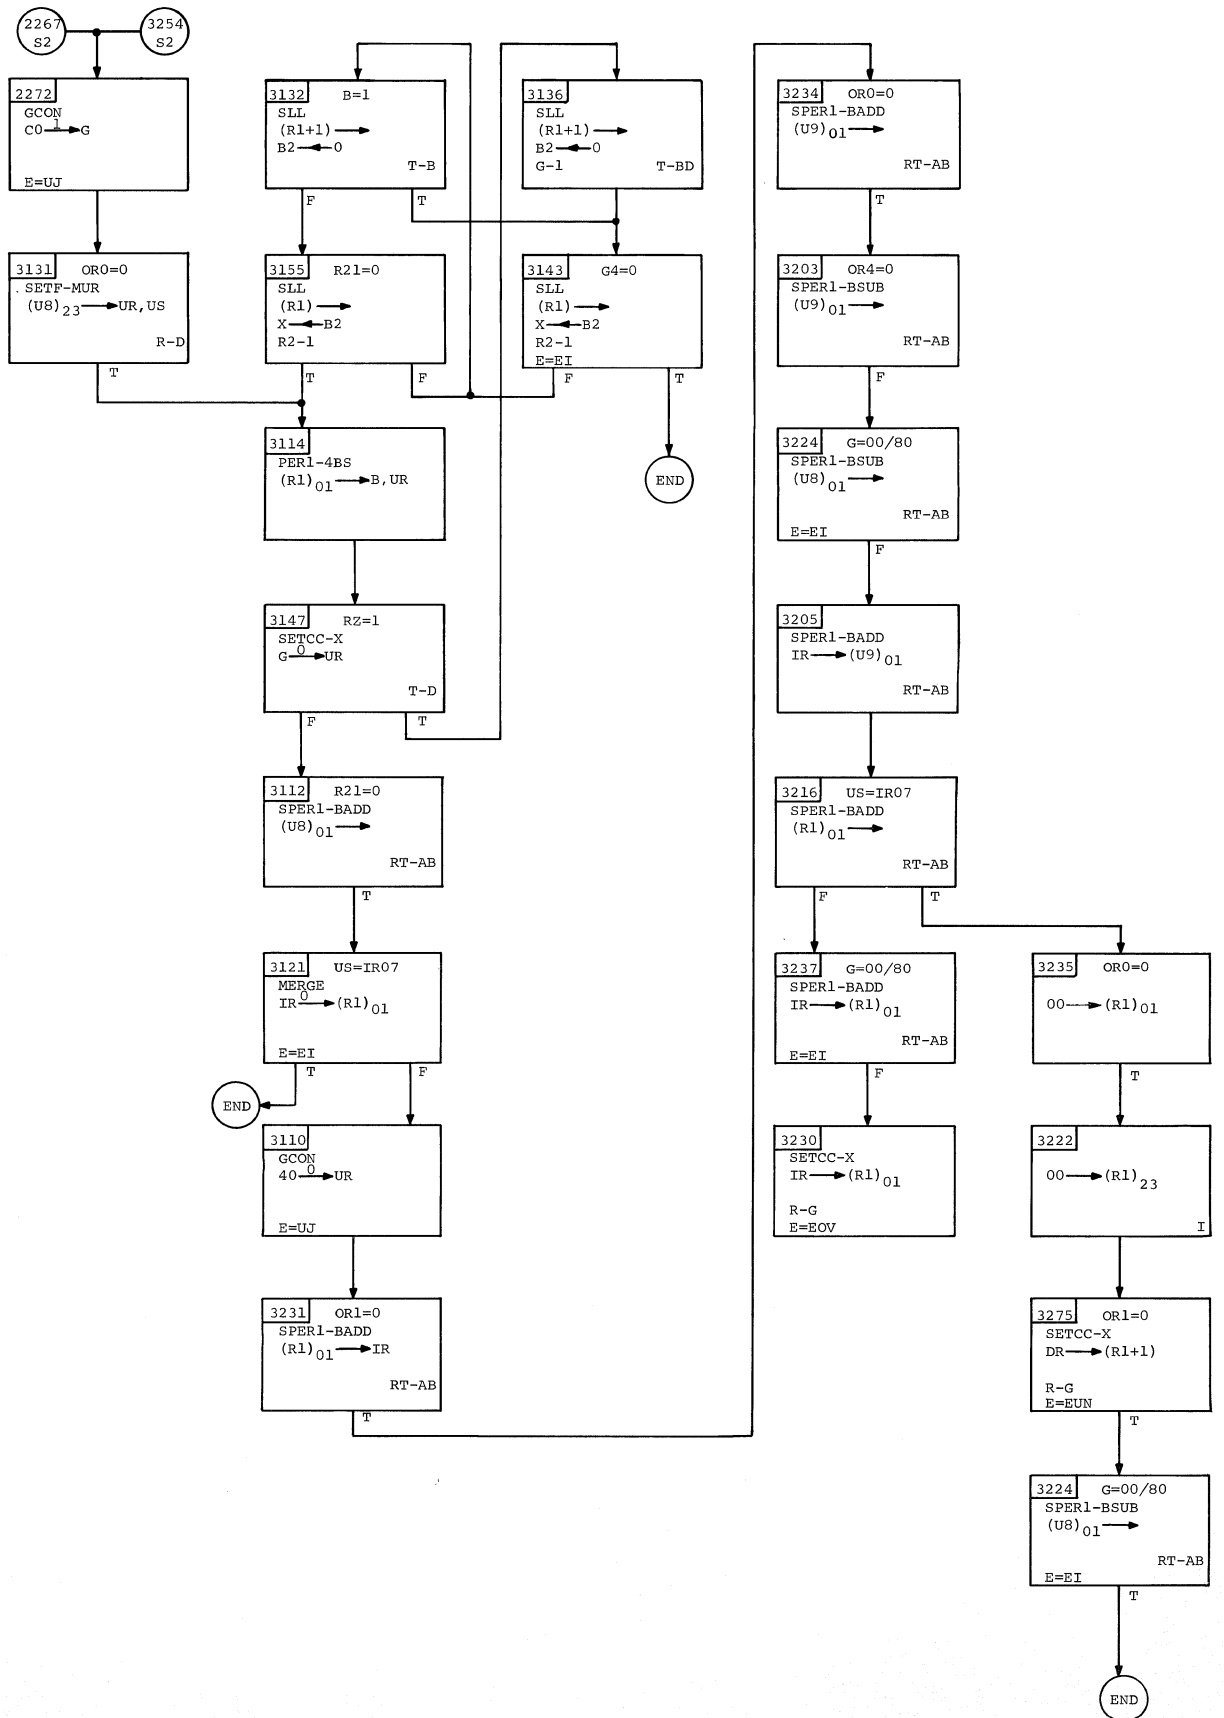 2267
S2
3254
S2
2272
GCON
C0 1→ G
E=UJ
3131 OR0=0
SETF-MUR
(U8)23→UR,US
R-D
T
3132 B=1
SLL
(R1+1)→
B2←0
T-B
F T
3155 R21=0
SLL
(R1)→
X←B2
R2-1
T F
3114
PER1-4BS
(R1)01→B,UR
3147 RZ=1
SETCC-X
G 0→UR
T-D
F T
3112 R21=0
SPER1-BADD
(U8)01→
RT-AB
T
3121 US=IR07
MERGE
IR 0→(R1)01
E=EI
T F
END
3110
GCON
40 0→UR
E=UJ
3231 OR1=0
SPER1-BADD
(R1)01→IR
RT-AB
T
3136
SLL
(R1+1)→
B2←0
G-1 T-BD
3143 G4=0
SLL
(R1)→
X←B2
R2-1
E=EI
F T
END
3234 OR0=0
SPER1-BADD
(U9)01→
RT-AB
T
3203 OR4=0
SPER1-BSUB
(U9)01→
RT-AB
F
3224 G=00/80
SPER1-BSUB
(U8)01→
RT-AB
E=EI
F
3205
SPER1-BADD
IR→(U9)01
RT-AB
3216 US=IR07
SPER1-BADD
(R1)01→
RT-AB
F T
3237 G=00/80
SPER1-BADD
IR→(R1)01
RT-AB
E=EI
F
3230
SETCC-X
IR→(R1)01
R-G
E=EOV
3235 OR0=0
00→(R1)01
T
3222
00→(R1)23
I
3275 OR1=0
SETCC-X
DR→(R1+1)
R-G
E=EUN
T
3224 G=00/80
SPER1-BSUB
(U8)01→
RT-AB
E=EI
T
END